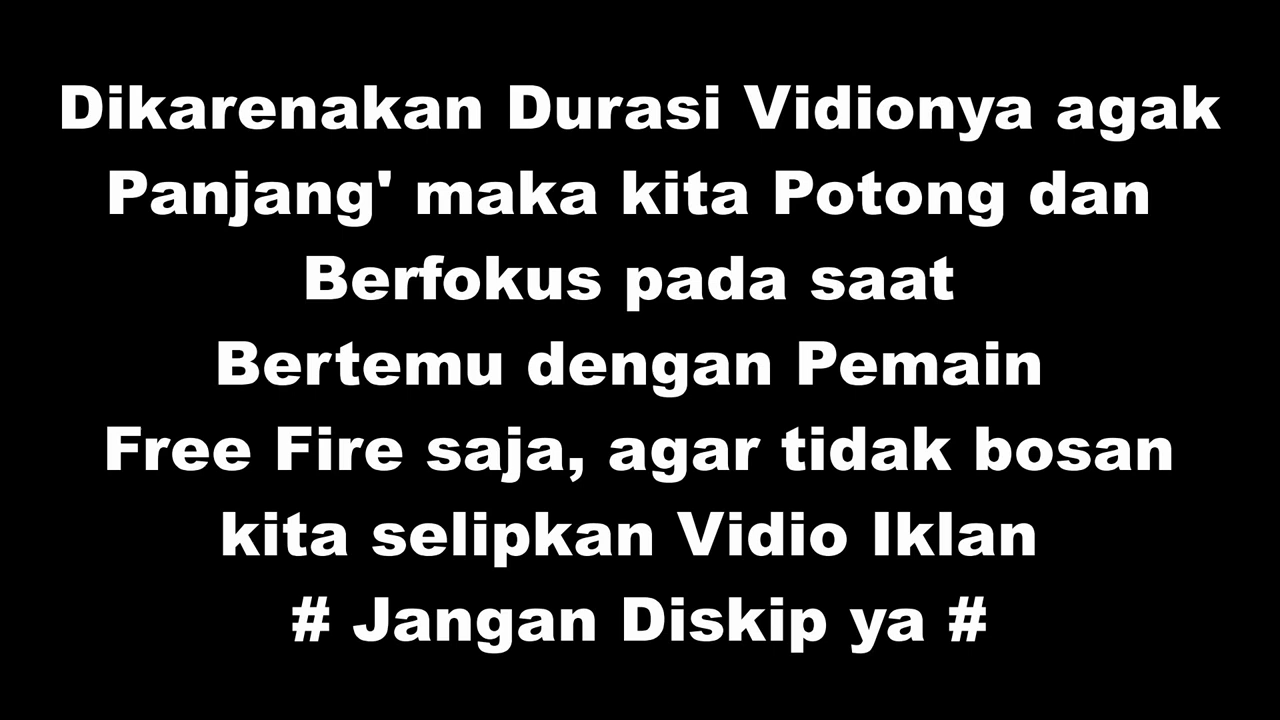 Dikarenakan Durasi Vidionya agak
Panjang' maka kita Potong dan
Berfokus pada saat
Bertemu dengan Pemain
Free Fire saja, agar tidak bosan
kita selipkan Vidio Iklan
# Jangan Diskip ya #